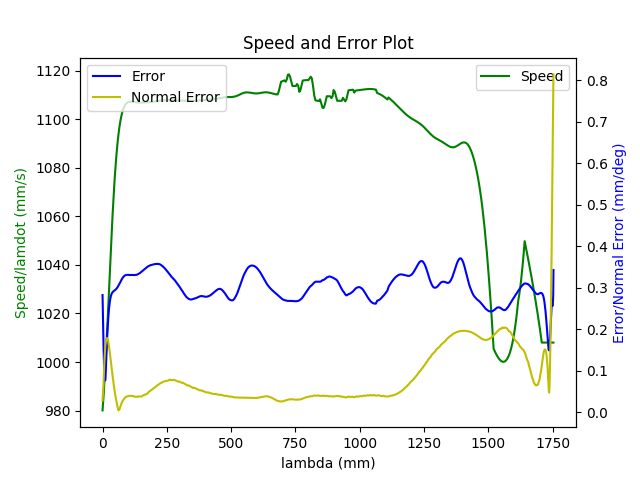 Speed and Error Plot
Error
Normal Error
Speed
1120
1100
1080
1060
1040
1020
1000
980
Speed/lamdot (mm/s)
0.8
0.7
0.6
0.5
0.4
0.3
0.2
0.1
0.0
Error/Normal Error (mm/deg)
0 250 500 750 1000 1250 1500 1750
lambda (mm)